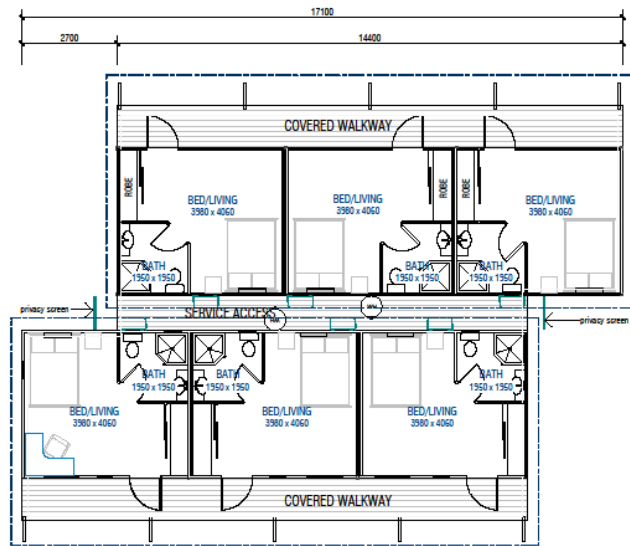 17100
2700
14400
COVERED WALKWAY
ROBE
BED/LIVING
3980 x 4060
BED/LIVING
3980 x 4060
ROBE
ROBE
BED/LIVING
3980 x 4060
BATH
1950 x 1950
BATH
1950 x 1950
BATH
1950 x 1950
privacy screen
SERVICE ACCESS
privacy screen
BATH
1950 x 1950
BATH
1950 x 1950
BATH
1950 x 1950
BED/LIVING
3980 x 4060
BED/LIVING
3980 x 4060
BED/LIVING
3980 x 4060
COVERED WALKWAY